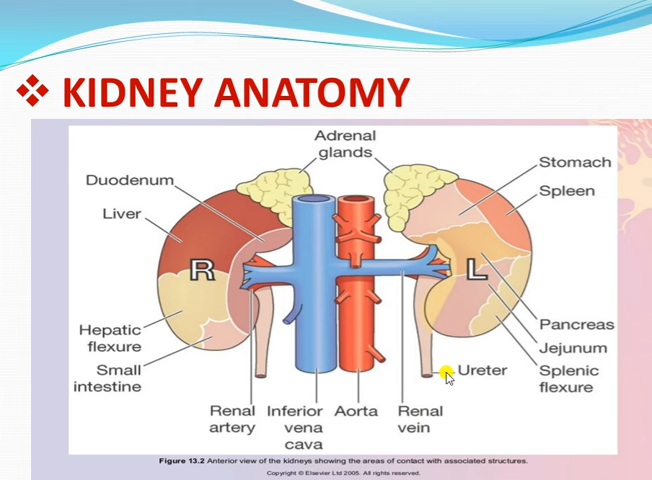 KIDNEY ANATOMY
Adrenal
glands
Stomach
Duodenum
Spleen
Liver
R
L
Hepatic
flexure
Pancreas
Jejunum
Small
intestine
Ureter
Splenic
flexure
Renal
artery
Inferior
vena
cava
Aorta
Renal
vein
Figure 13.2 Anterior view of the kidneys showing the areas of contact with associated structures.
Copyright © Elsevier Ltd 2005. All rights reserved.